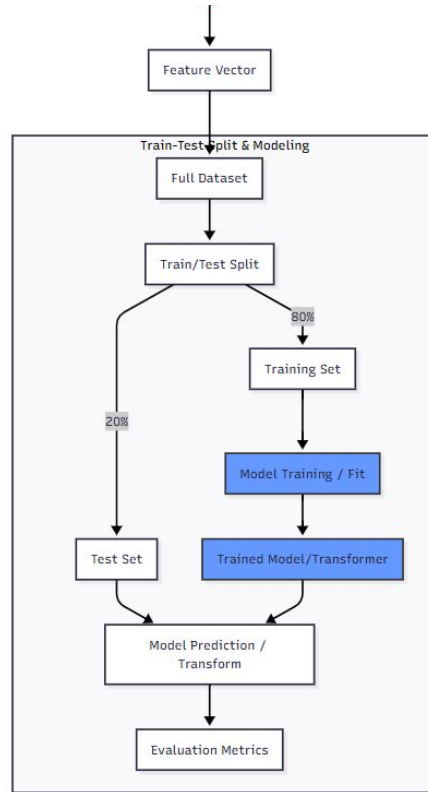 Feature Vector
Train-Test Split & Modeling
Full Dataset
Train/Test Split
80%
Training Set
20%
Model Training / Fit
Test Set
Trained Model/Transformer
Model Prediction /
Transform
Evaluation Metrics